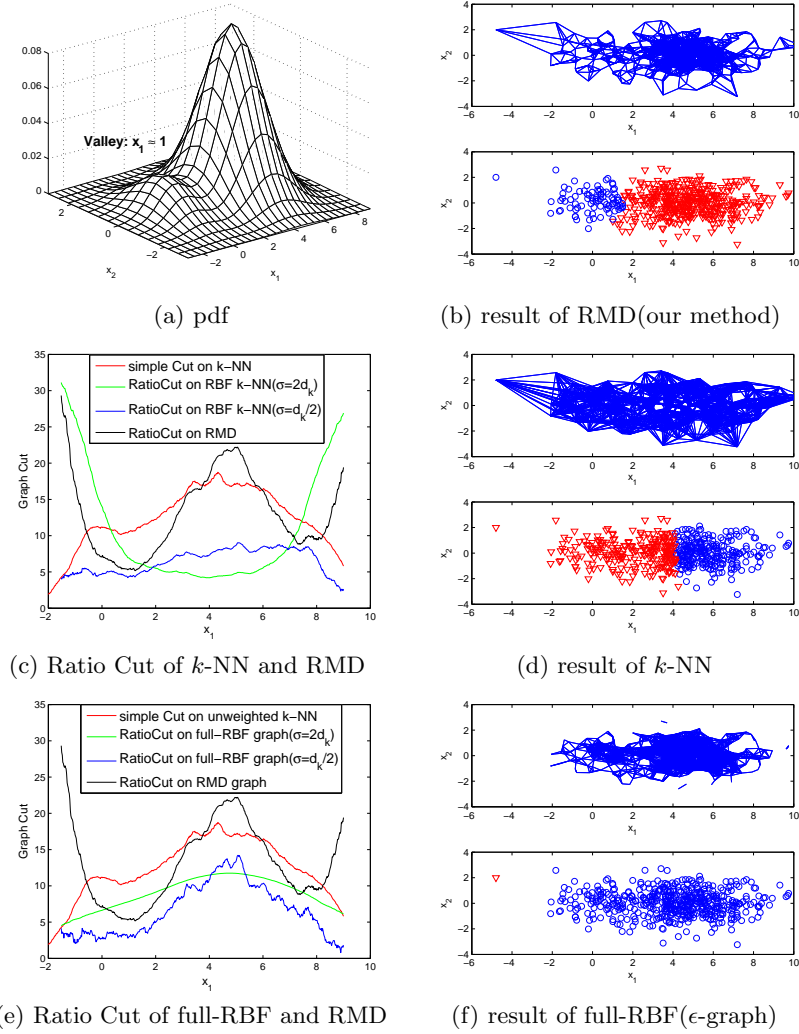 0.08
0.06
0.04
0.02
0
Valley: x1 ≈ 1
2
0
−2
x2
−2
0
2
4
6
8
x1
(a) pdf
4
2
0
−2
−4
x2
−6 −4 −2 0 2 4 6 8 10
x1
4
2
0
−2
−4
x2
−6 −4 −2 0 2 4 6 8 10
x1
(b) result of RMD(our method)
35
30
25
20
15
10
5
0
Graph Cut
simple Cut on k−NN
RatioCut on RBF k−NN(σ=2dk)
RatioCut on RBF k−NN(σ=dk/2)
RatioCut on RMD
−2 0 2 4 6 8 10
x1
(c) Ratio Cut of k-NN and RMD
4
2
0
−2
−4
x2
−6 −4 −2 0 2 4 6 8 10
x1
4
2
0
−2
−4
x2
−6 −4 −2 0 2 4 6 8 10
x1
(d) result of k-NN
35
30
25
20
15
10
5
0
Graph Cut
simple Cut on unweighted k−NN
RatioCut on full−RBF graph(σ=2dk)
RatioCut on full−RBF graph(σ=dk/2)
RatioCut on RMD graph
−2 0 2 4 6 8 10
x1
(e) Ratio Cut of full-RBF and RMD
4
2
0
−2
−4
x2
−6 −4 −2 0 2 4 6 8 10
x1
4
2
0
−2
−4
x2
−6 −4 −2 0 2 4 6 8 10
x1
(f) result of full-RBF(ϵ-graph)